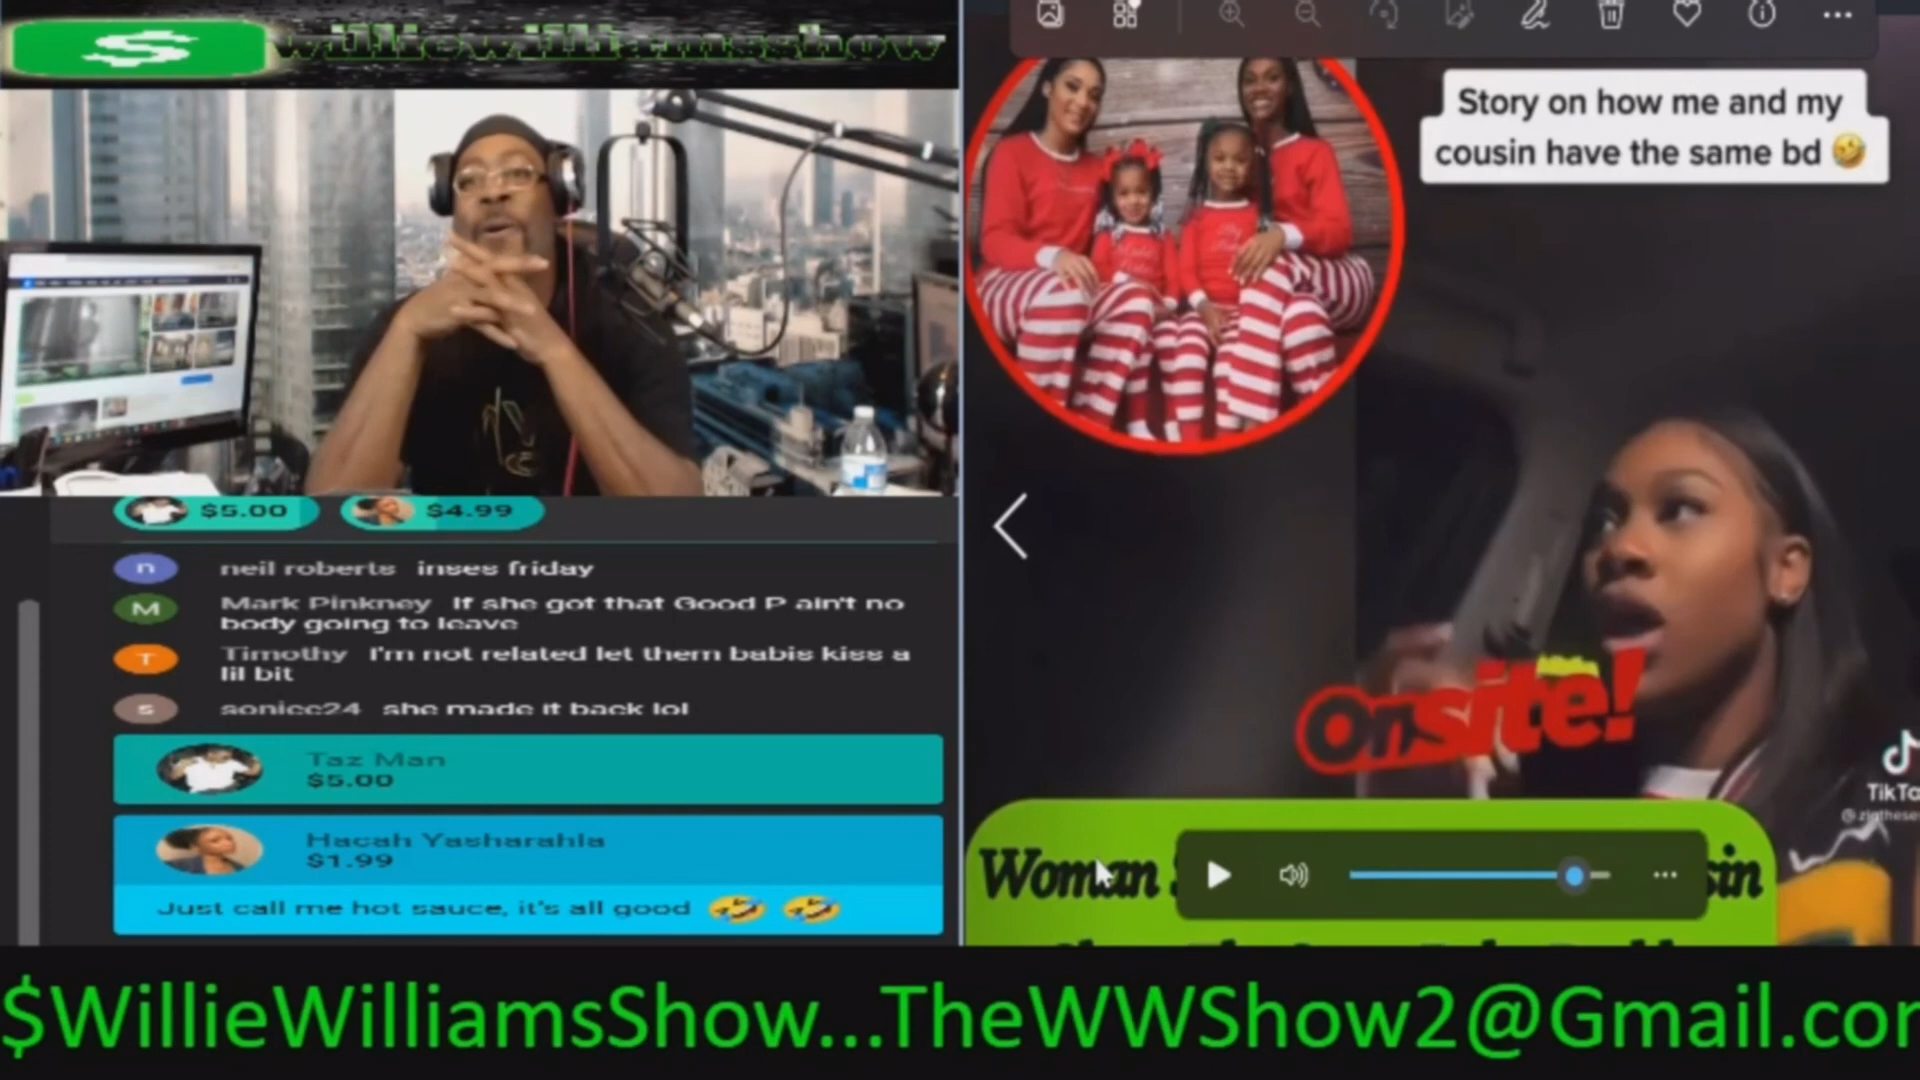 williewilliamsshow
$5.00
$4.99
n
neil roberts inses friday
M
Mark Pinkney If she got that Good P ain't no
body going to leave
T
Timothy I'm not related let them babis kiss a
lil bit
s
sonicc24 she made it back lol
Taz Man
$5.00
Hacah Yasharahla
$1.99
Just call me hot sauce, it's all good 🤣 🤣
Story on how me and my
cousin have the same bd 🤣
Onsite!
TikTo
Woman
sin
$WillieWilliamsShow...TheWWShow2@Gmail.co